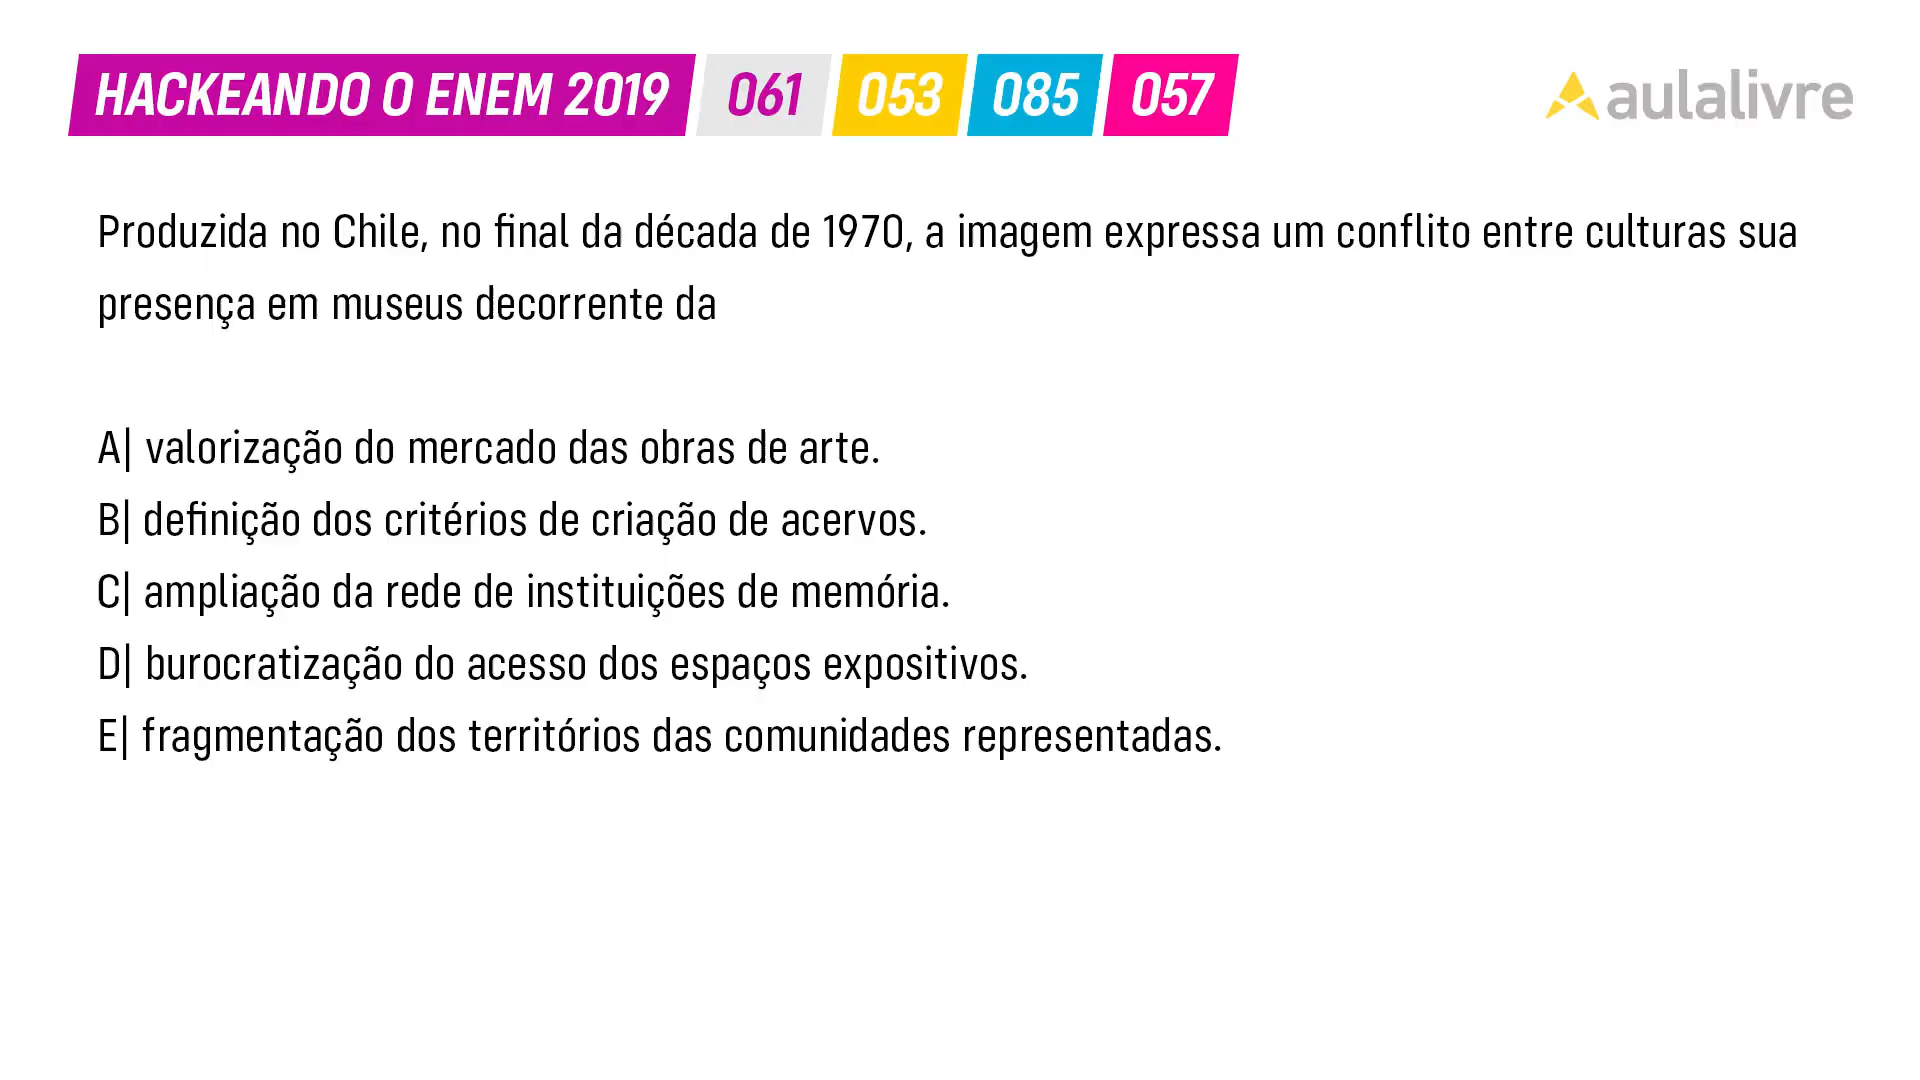 HACKEANDO O ENEM 2019 061 053 085 057
aulalivre
Produzida no Chile, no final da década de 1970, a imagem expressa um conflito entre culturas sua
presença em museus decorrente da
A| valorização do mercado das obras de arte.
B| definição dos critérios de criação de acervos.
C| ampliação da rede de instituições de memória.
D| burocratização do acesso dos espaços expositivos.
E| fragmentação dos territórios das comunidades representadas.